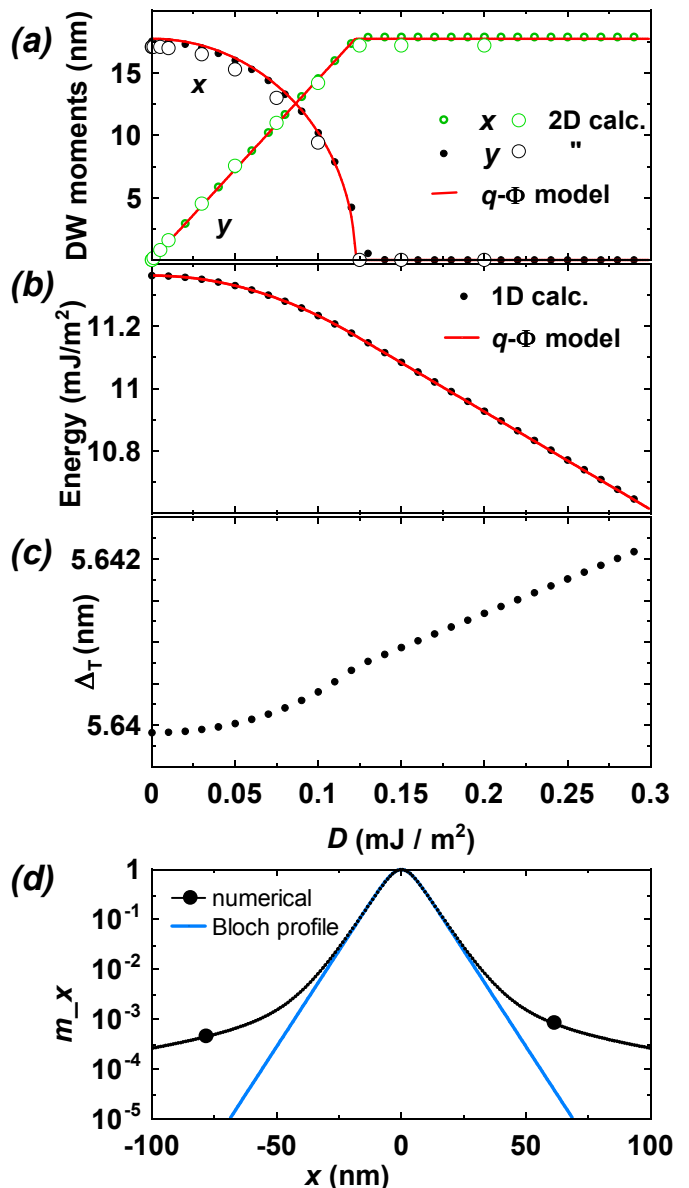 (a)
DW moments (nm)
15
10
5
x
y
x 2D calc.
y "
q-Φ model
(b)
Energy (mJ/m²)
11.2
11
10.8
1D calc.
q-Φ model
(c)
Δ_T (nm)
5.642
5.64
0 0.05 0.1 0.15 0.2 0.25 0.3
D (mJ / m²)
(d)
m_x
1
10⁻¹
10⁻²
10⁻³
10⁻⁴
10⁻⁵
numerical
Bloch profile
-100 -50 0 50 100
x (nm)